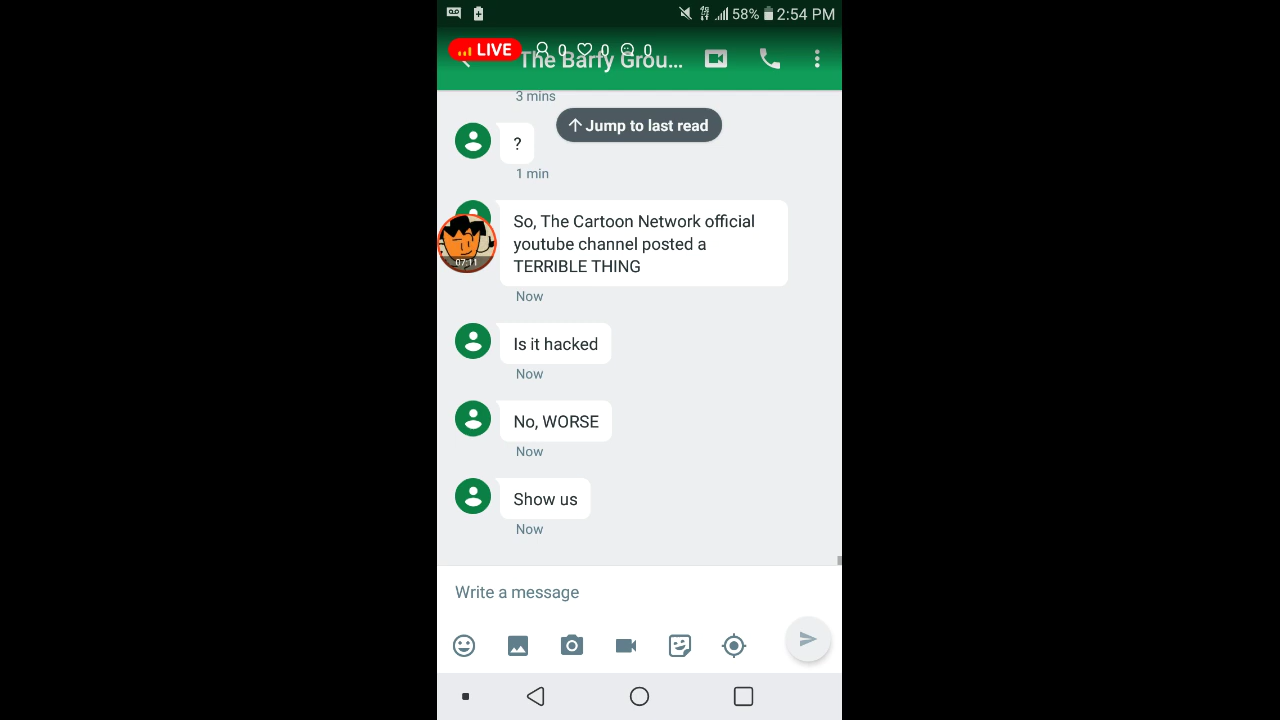 58% 2:54 PM
LIVE 0 0 0
The Barfy Grou...
3 mins
Jump to last read
?
1 min
So, The Cartoon Network official
youtube channel posted a
TERRIBLE THING
07:11
Now
Is it hacked
Now
No, WORSE
Now
Show us
Now
Write a message